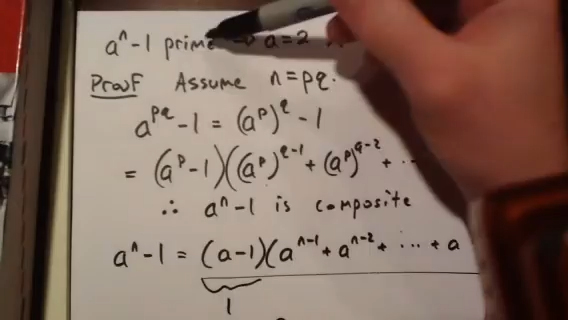 aⁿ-1 prime → a=2
Proof Assume n=pq.
a^{pq}-1 = (a^p)^q - 1
= (a^p-1)((a^p)^{q-1} + (a^p)^{q-2} + ..
∴ aⁿ-1 is composite
aⁿ-1 = (a-1)(a^{n-1} + a^{n-2} + ... + a
1